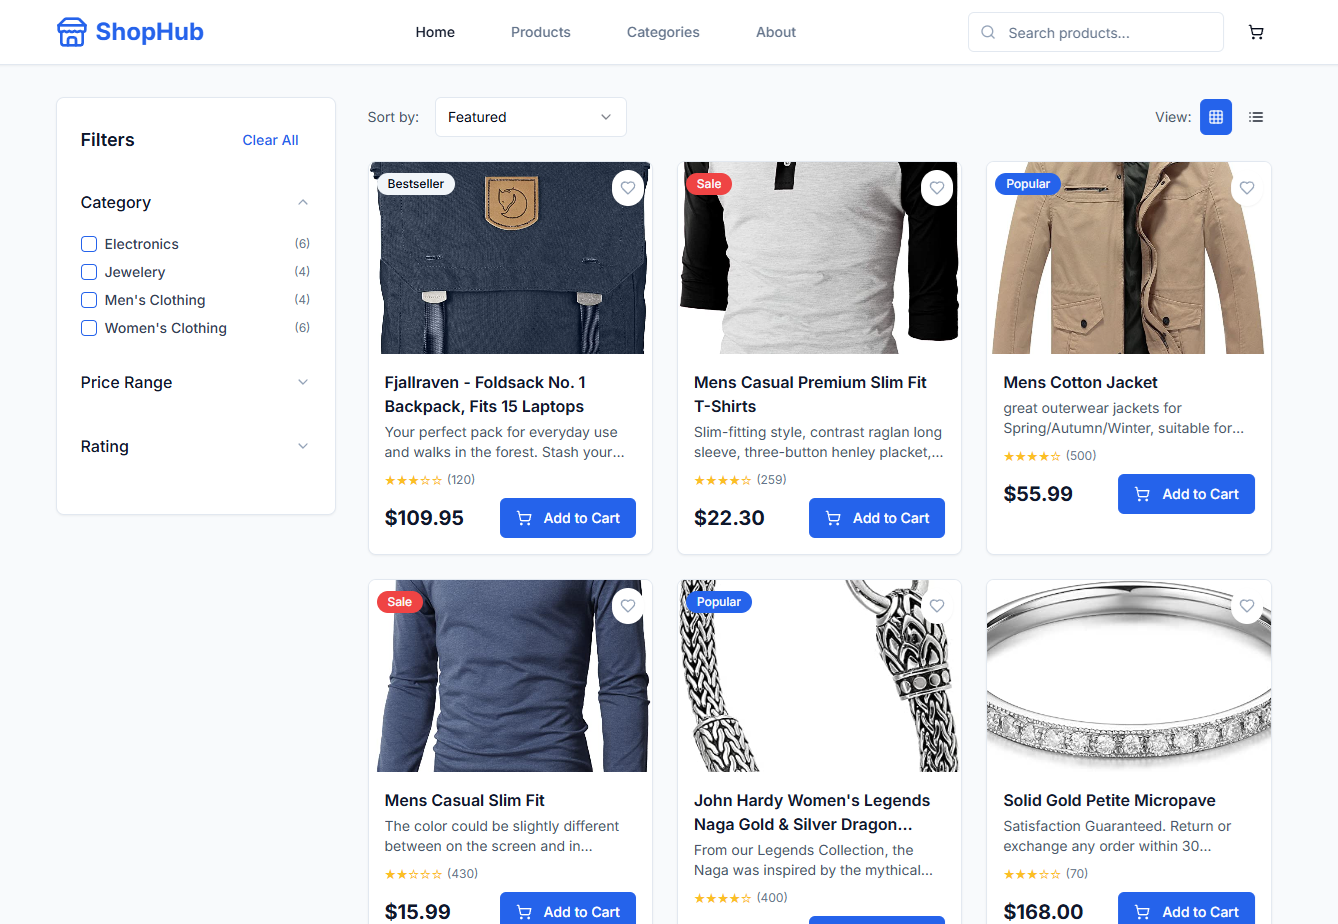 ShopHub
Home
Products
Categories
About
Search products...
Filters
Clear All
Category
Electronics (6)
Jewelery (4)
Men's Clothing (4)
Women's Clothing (6)
Price Range
Rating
Sort by:
Featured
View:
Bestseller
Fjallraven - Foldsack No. 1
Backpack, Fits 15 Laptops
Your perfect pack for everyday use
and walks in the forest. Stash your...
★★★☆☆ (120)
$109.95
Add to Cart
Sale
Mens Casual Premium Slim Fit
T-Shirts
Slim-fitting style, contrast raglan long
sleeve, three-button henley placket,...
★★★★☆ (259)
$22.30
Add to Cart
Popular
Mens Cotton Jacket
great outerwear jackets for
Spring/Autumn/Winter, suitable for...
★★★★☆ (500)
$55.99
Add to Cart
Sale
Mens Casual Slim Fit
The color could be slightly different
between on the screen and in...
★★☆☆☆ (430)
$15.99
Add to Cart
Popular
John Hardy Women's Legends
Naga Gold & Silver Dragon...
From our Legends Collection, the
Naga was inspired by the mythical...
★★★★☆ (400)
Solid Gold Petite Micropave
Satisfaction Guaranteed. Return or
exchange any order within 30...
★★★☆☆ (70)
$168.00
Add to Cart